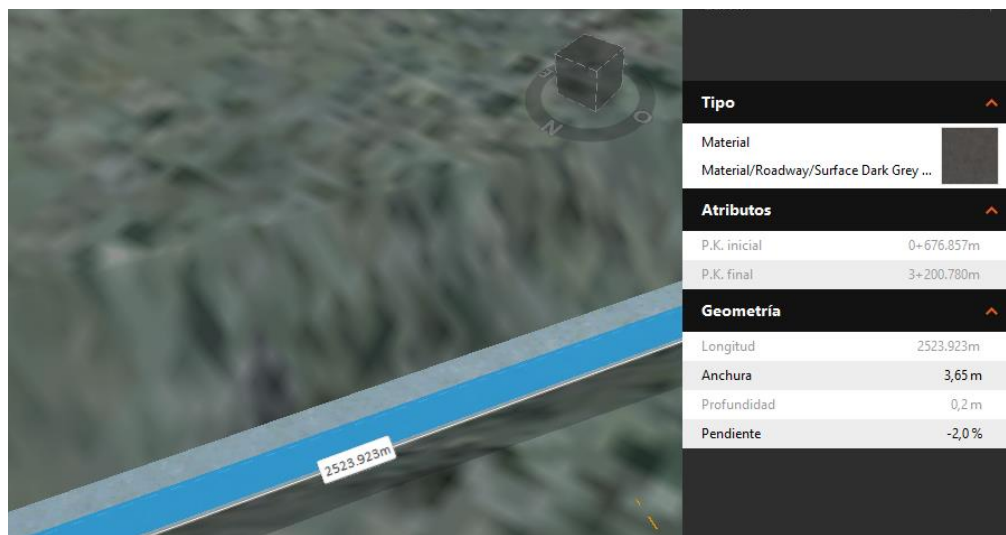 N
O
Tipo
Material
Material/Roadway/Surface Dark Grey ...
Atributos
P.K. inicial 0+676.857m
P.K. final 3+200.780m
Geometría
Longitud 2523.923m
Anchura 3,65 m
Profundidad 0,2 m
Pendiente -2,0 %
2523.923m